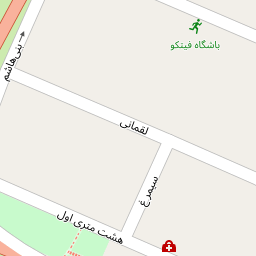 باشگاه فیتکو
بنی‌هاشم
لقمانی
سیمرغ
هشت متری اول